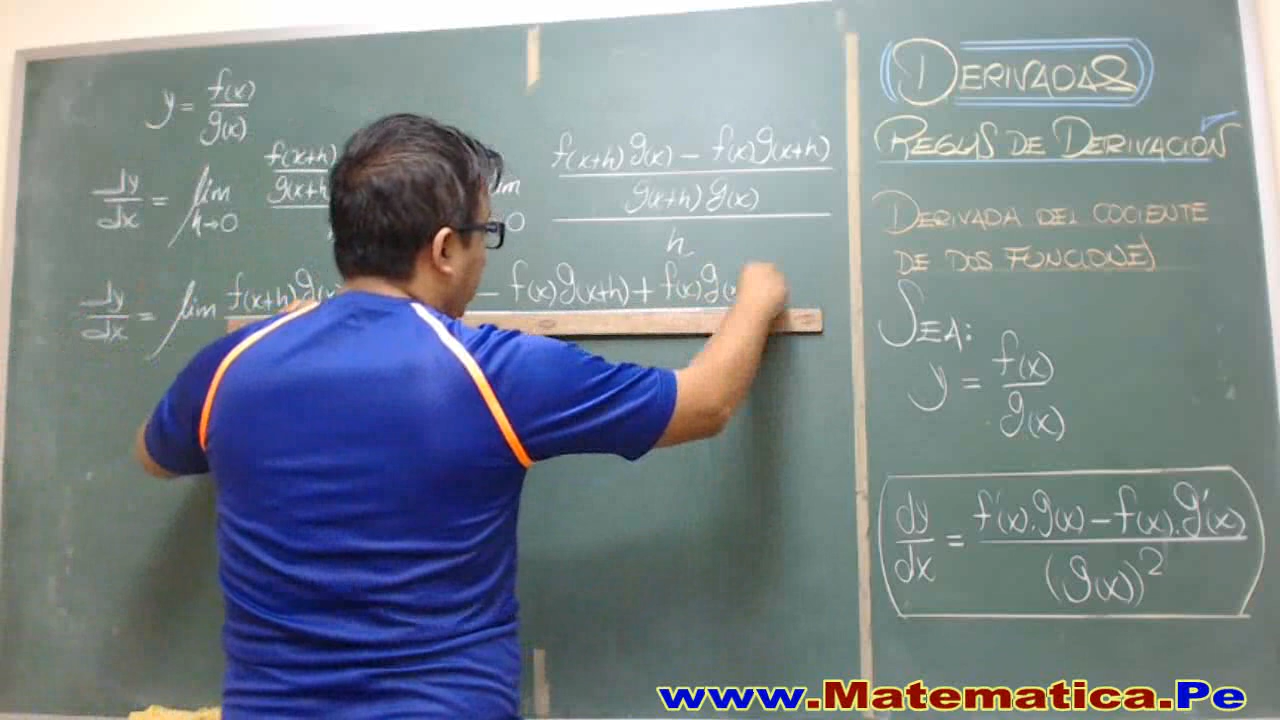 y = f(x)
g(x)
dy
dx = lim
h→0
f(x+h)
g(x+h)
h→0
f(x+h) g(x) – f(x) g(x+h)
g(x+h) g(x)
h
dy
dx = lim f(x+h)
– f(x) g(x+h) + f(x)
DERIVADAS
REGLAS DE DERIVACIÓN
DERIVADA DEL COCIENTE
DE DOS FUNCIONES
SEA:
y = f(x)
g(x)
dy
dx = f'(x).g(x) – f(x).g'(x)
(g(x))²
www.Matematica.Pe